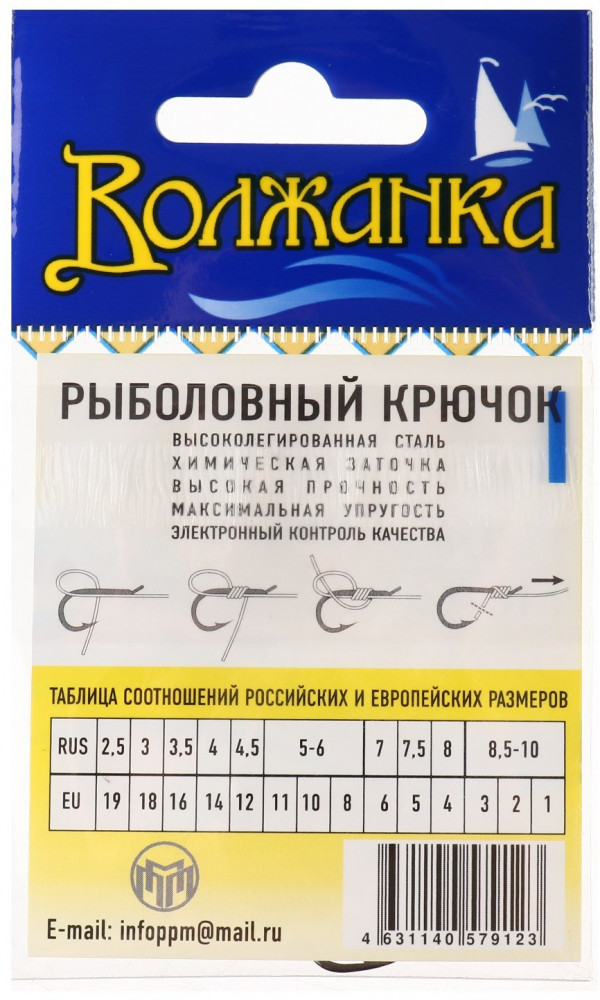 Волжанка
РЫБОЛОВНЫЙ КРЮЧОК
ВЫСОКОЛЕГИРОВАННАЯ СТАЛЬ
ХИМИЧЕСКАЯ ЗАТОЧКА
ВЫСОКАЯ ПРОЧНОСТЬ
МАКСИМАЛЬНАЯ УПРУГОСТЬ
ЭЛЕКТРОННЫЙ КОНТРОЛЬ КАЧЕСТВА
ТАБЛИЦА СООТНОШЕНИЙ РОССИЙСКИХ И ЕВРОПЕЙСКИХ РАЗМЕРОВ
RUS 2,5 3 3,5 4 4,5 5-6 7 7,5 8 8,5-10
EU 19 18 16 14 12 11 10 8 6 5 4 3 2 1
E-mail: infoppm@mail.ru
4 631140 579123